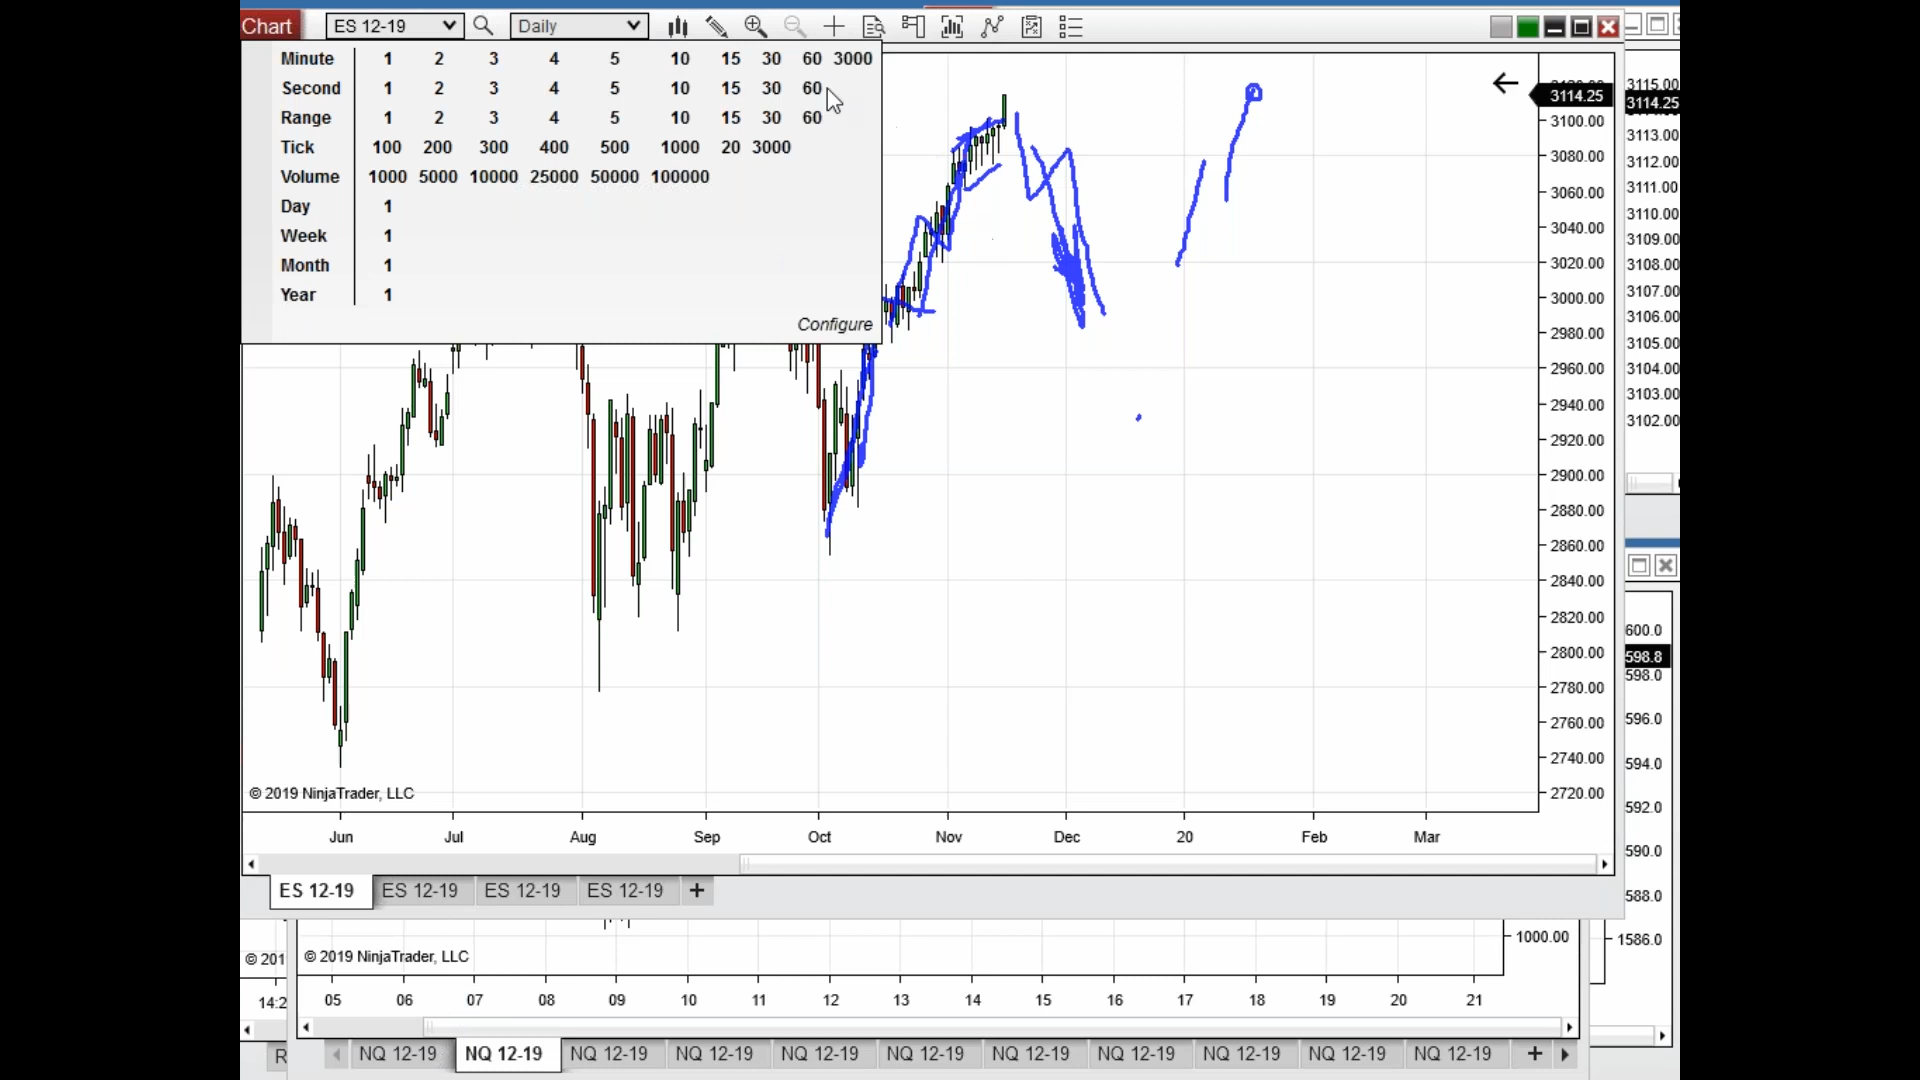 Chart ES 12-19 Daily
Minute 1 2 3 4 5 10 15 30 60 3000
Second 1 2 3 4 5 10 15 30 60
Range 1 2 3 4 5 10 15 30 60
Tick 100 200 300 400 500 1000 20 3000
Volume 1000 5000 10000 25000 50000 100000
Day 1
Week 1
Month 1
Year 1
Configure
3114.25
3100.00
3080.00
3060.00
3040.00
3020.00
3000.00
2980.00
2960.00
2940.00
2920.00
2900.00
2880.00
2860.00
2840.00
2820.00
2800.00
2780.00
2760.00
2740.00
2720.00
3115.00
3114.25
3113.00
3112.00
3111.00
3110.00
3109.00
3108.00
3107.00
3106.00
3105.00
3104.00
3103.00
3102.00
© 2019 NinjaTrader, LLC
Jun Jul Aug Sep Oct Nov Dec 20 Feb Mar
ES 12-19 ES 12-19 ES 12-19 ES 12-19 +
600.0
598.8
598.0
596.0
594.0
592.0
590.0
588.0
1586.0
1000.00
© 201
© 2019 NinjaTrader, LLC
14:2
05 06 07 08 09 10 11 12 13 14 15 16 17 18 19 20 21
R
NQ 12-19 NQ 12-19 NQ 12-19 NQ 12-19 NQ 12-19 NQ 12-19 NQ 12-19 NQ 12-19 NQ 12-19 NQ 12-19 NQ 12-19 +